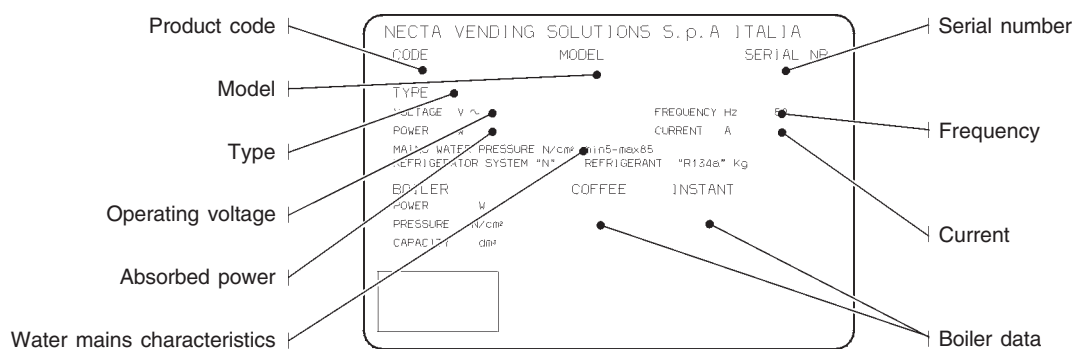 Product code
Model
Type
Operating voltage
Absorbed power
Water mains characteristics
NECTA VENDING SOLUTIONS S.p.A ITALIA
CODE MODEL SERIAL NR
TYPE
VOLTAGE V ~ FREQUENCY Hz 50
POWER W CURRENT A
MAINS WATER PRESSURE N/cm² min5-max85
REFRIGERATOR SYSTEM "N" REFRIGERANT "R134a" Kg
BOILER COFFEE INSTANT
POWER W
PRESSURE N/cm²
CAPACITY dm³
Serial number
Frequency
Current
Boiler data